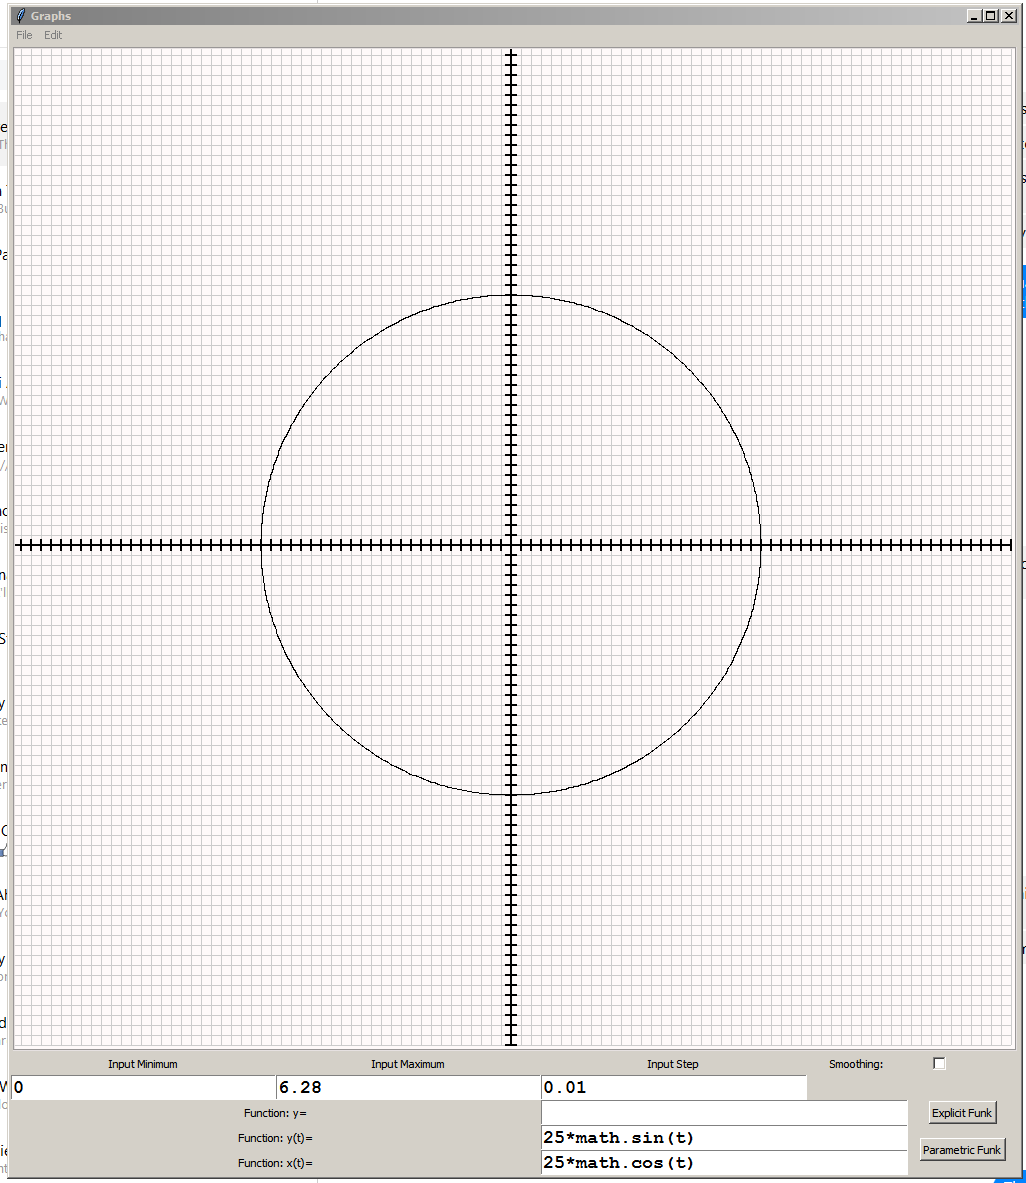 Graphs
File Edit
Input Minimum Input Maximum Input Step Smoothing:
0 6.28 0.01
Function: y= Explicit Funk
Function: y(t)= 25*math.sin(t)
Function: x(t)= 25*math.cos(t) Parametric Funk